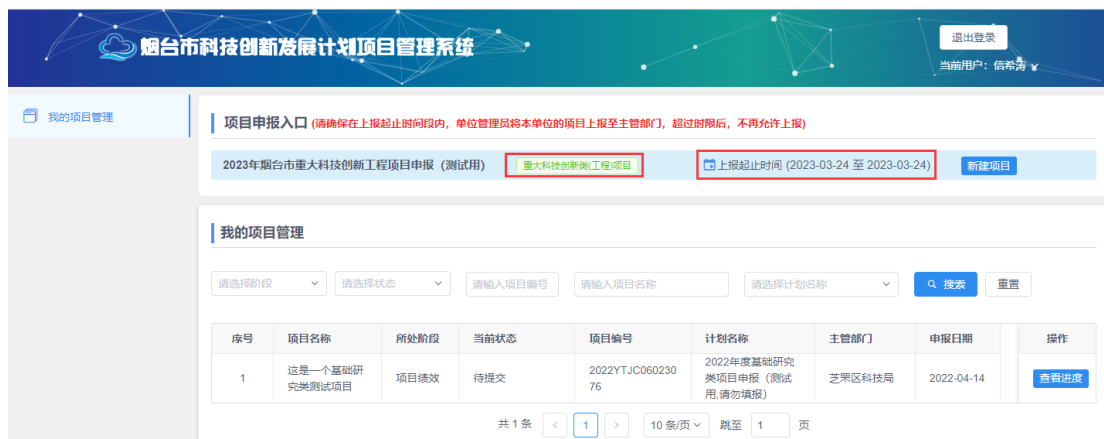 烟台市科技创新发展计划项目管理系统
退出登录
当前用户：信希涛
我的项目管理
项目申报入口 (请确保在上报起止时间段内，单位管理员将本单位的项目上报至主管部门，超过时限后，不再允许上报)
2023年烟台市重大科技创新工程项目申报（测试用） 重大科技创新类(工程)项目 上报起止时间 (2023-03-24 至 2023-03-24) 新建项目
我的项目管理
请选择阶段 请选择状态 请输入项目编号 请输入项目名称 请选择计划名称 搜索 重置
序号 项目名称 所处阶段 当前状态 项目编号 计划名称 主管部门 申报日期 操作
1 这是一个基础研究类测试项目 项目绩效 待提交 2022YTJC06023076 2022年度基础研究类项目申报（测试用,请勿填报） 芝罘区科技局 2022-04-14 查看进度
共 1 条 < 1 > 10 条/页 跳至 1 页